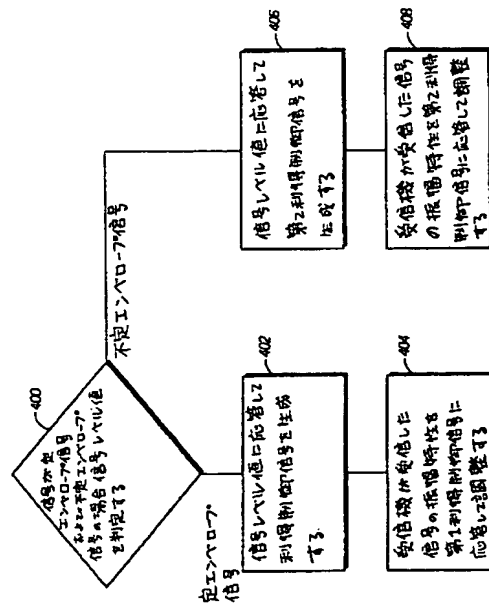 400
信号が定
エンベロープ信号
および不定エンベロープ
信号の場合信号レベル値
を判定する
不定エンベロープ信号
定エンベロープ
信号
402
信号レベル値に応答して
利得制御信号を生成
する
406
信号レベル値に応答して
第2利得制御信号を
生成する
404
受信機が受信した
信号の振幅特性を
第1利得制御信号に
応答して調整する
408
受信機が受信した信号
の振幅特性を第2利得
制御信号に応答して調整
する